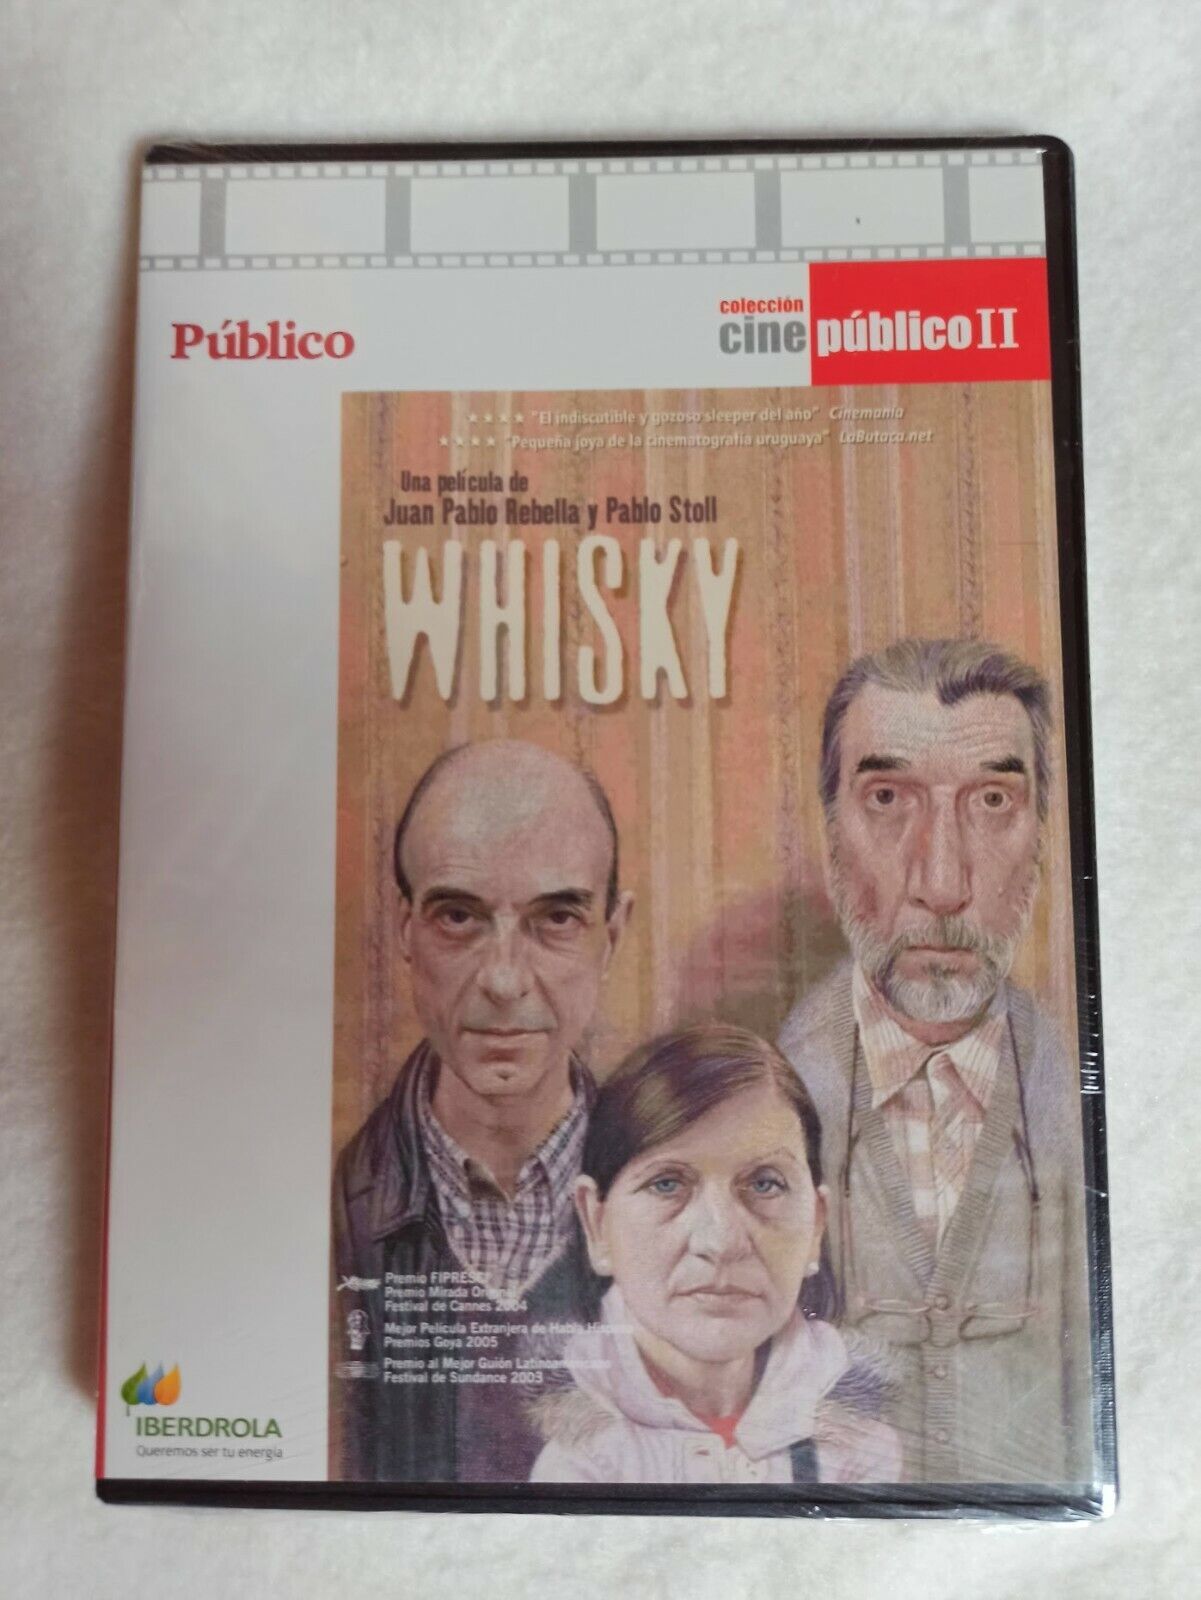 Público
colección
cine público II
★★★★ "El indiscutible y gozoso sleeper del año" Cinemanía
★★★★ "Pequeña joya de la cinematografía uruguaya" LaButaca.net
Una película de
Juan Pablo Rebella y Pablo Stoll
WHISKY
Premio FIPRESCI
Premio Mirada Original
Festival de Cannes 2004
Mejor Película Extranjera de Habla Hispana
Premios Goya 2005
Premio al Mejor Guión Latinoamericano
Festival de Sundance 2003
IBERDROLA
Queremos ser tu energía